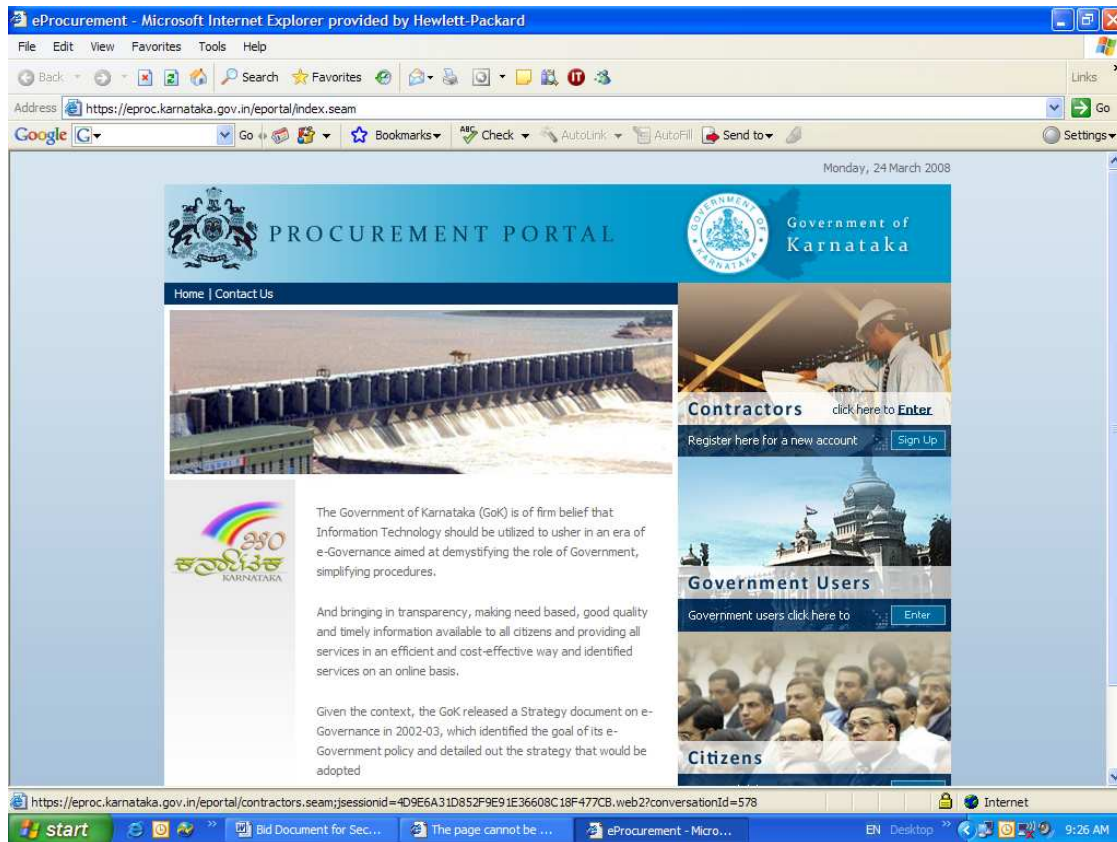 eProcurement - Microsoft Internet Explorer provided by Hewlett-Packard
File Edit View Favorites Tools Help
Back Search Favorites Links
Address https://eproc.karnataka.gov.in/eportal/index.seam Go
Google G Go Bookmarks ABC Check AutoLink AutoFill Send to Settings
Monday, 24 March 2008
PROCUREMENT PORTAL
GOVERNMENT OF KARNATAKA
Government of
Karnataka
Home | Contact Us
Contractors click here to Enter
Register here for a new account Sign Up
ಕರ್ನಾಟಕ
KARNATAKA
The Government of Karnataka (GoK) is of firm belief that
Information Technology should be utilized to usher in an era of
e-Governance aimed at demystifying the role of Government,
simplifying procedures.
And bringing in transparency, making need based, good quality
and timely information available to all citizens and providing all
services in an efficient and cost-effective way and identified
services on an online basis.
Given the context, the GoK released a Strategy document on e-
Governance in 2002-03, which identified the goal of its e-
Government policy and detailed out the strategy that would be
adopted
Government Users
Government users click here to Enter
Citizens
https://eproc.karnataka.gov.in/eportal/contractors.seam;jsessionid=4D9E6A31D852F9E91E36608C18F477CB.web2?conversationId=578 Internet
start Bid Document for Sec... The page cannot be ... eProcurement - Micro... EN Desktop 9:26 AM